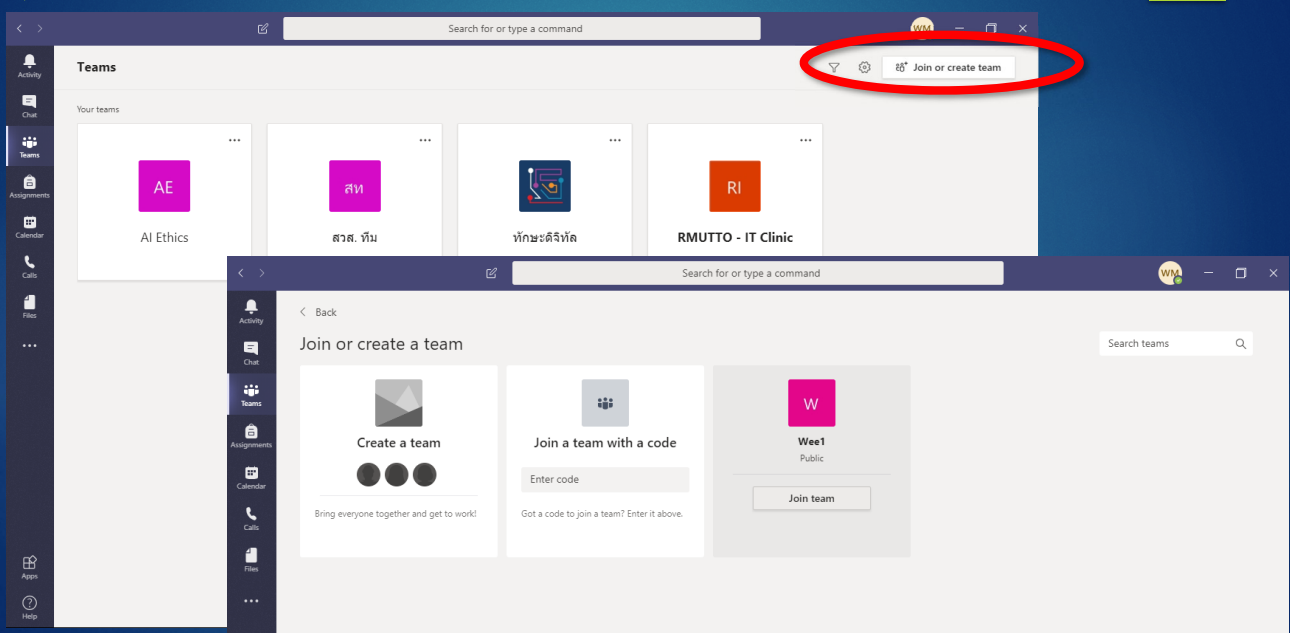 Search for or type a command
WM
Activity
Chat
Teams
Assignments
Calendar
Calls
Files
Apps
Help
Teams
Join or create team
Your teams
AE
AI Ethics
สท
สวส. ทีม
ทักษะดิจิทัล
RI
RMUTTO - IT Clinic
Search for or type a command
WM
Activity
Chat
Teams
Assignments
Calendar
Calls
Files
Back
Join or create a team
Search teams
Create a team
Bring everyone together and get to work!
Join a team with a code
Enter code
Got a code to join a team? Enter it above.
W
Wee1
Public
Join team